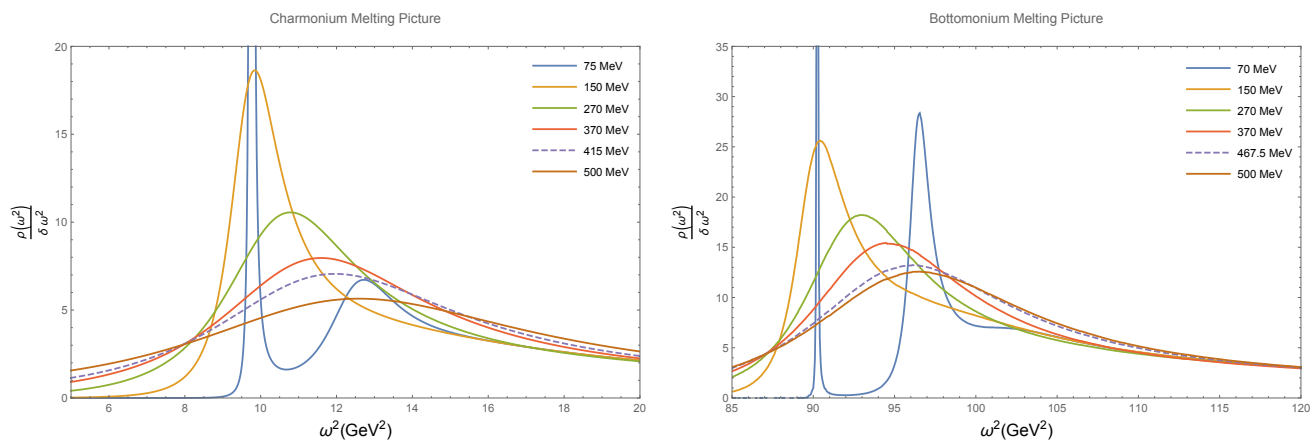 Charmonium Melting Picture
20
15
10
5
0
ρ(ω²)
δ ω²
75 MeV
150 MeV
270 MeV
370 MeV
415 MeV
500 MeV
6 8 10 12 14 16 18 20
ω²(GeV²)
Bottomonium Melting Picture
35
30
25
20
15
10
5
0
ρ(ω²)
δ ω²
70 MeV
150 MeV
270 MeV
370 MeV
467.5 MeV
500 MeV
85 90 95 100 105 110 115 120
ω²(GeV²)